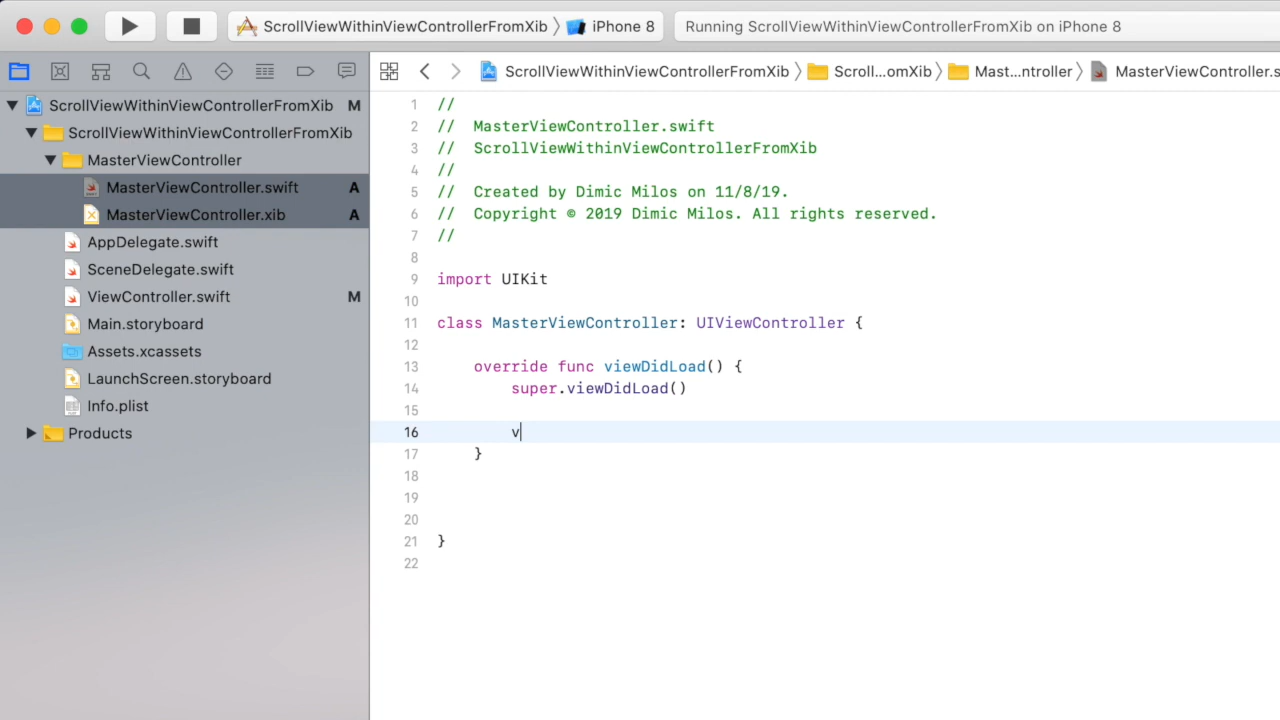 ScrollViewWithinViewControllerFromXib 〉 iPhone 8
Running ScrollViewWithinViewControllerFromXib on iPhone 8
ScrollViewWithinViewControllerFromXib 〉 Scroll...omXib 〉 Mast...ntroller 〉 MasterViewController.s
ScrollViewWithinViewControllerFromXib M
ScrollViewWithinViewControllerFromXib
MasterViewController
MasterViewController.swift A
MasterViewController.xib A
AppDelegate.swift
SceneDelegate.swift
ViewController.swift M
Main.storyboard
Assets.xcassets
LaunchScreen.storyboard
Info.plist
Products
1 //
2 // MasterViewController.swift
3 // ScrollViewWithinViewControllerFromXib
4 //
5 // Created by Dimic Milos on 11/8/19.
6 // Copyright © 2019 Dimic Milos. All rights reserved.
7 //
8
9 import UIKit
10
11 class MasterViewController: UIViewController {
12
13 override func viewDidLoad() {
14 super.viewDidLoad()
15
16 v
17 }
18
19
20
21 }
22